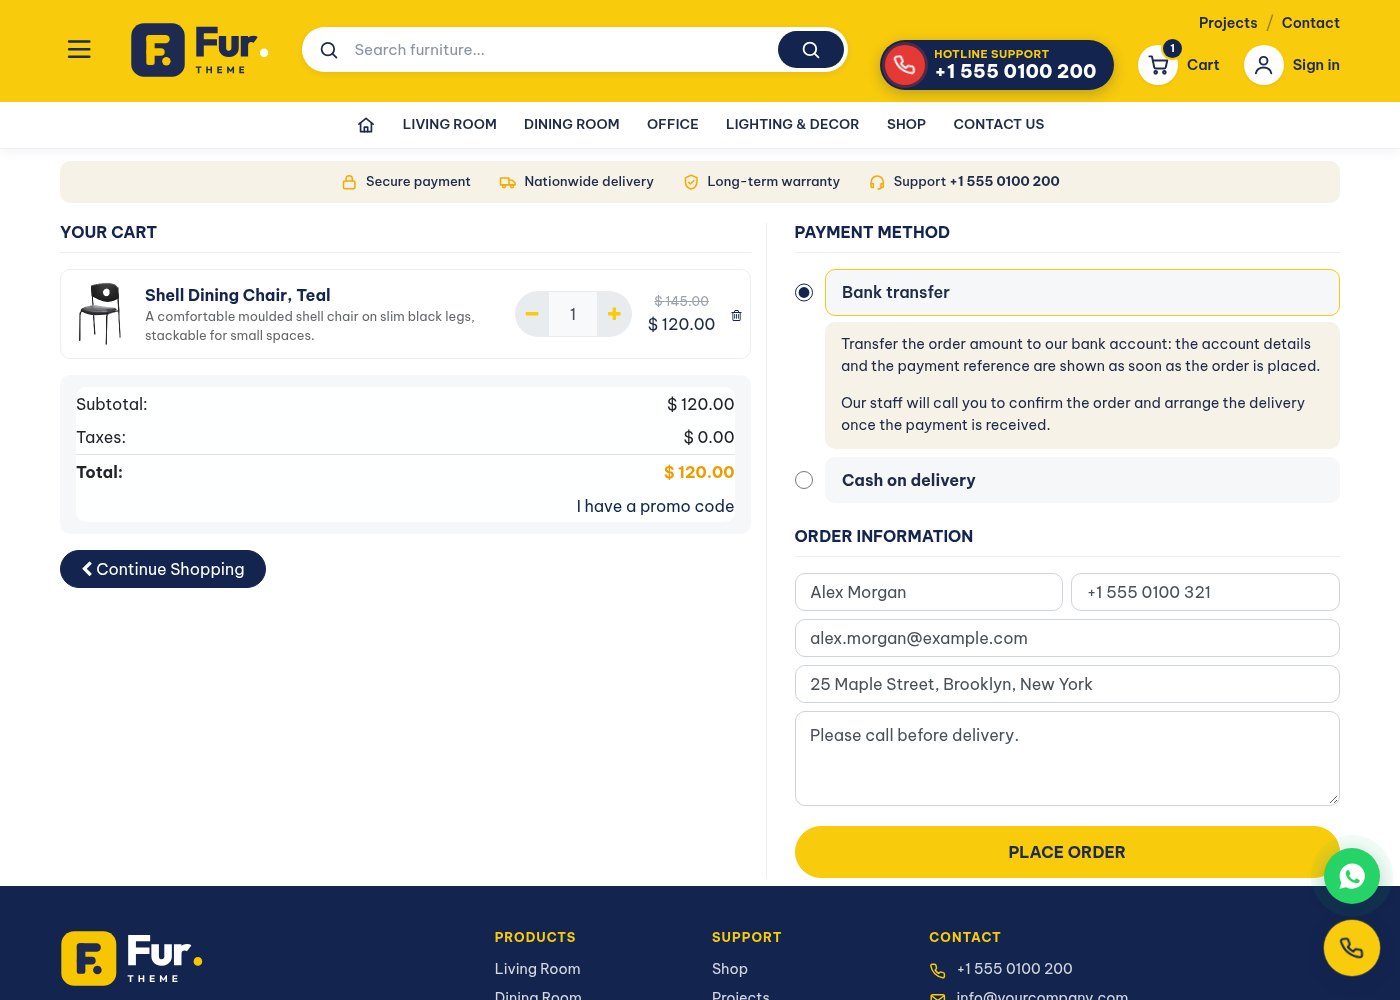 Projects / Contact
Fur.
THEME
Search furniture...
HOTLINE SUPPORT
+1 555 0100 200
1
Cart
Sign in
LIVING ROOM
DINING ROOM
OFFICE
LIGHTING & DECOR
SHOP
CONTACT US
Secure payment
Nationwide delivery
Long-term warranty
Support +1 555 0100 200
YOUR CART
Shell Dining Chair, Teal
A comfortable moulded shell chair on slim black legs,
stackable for small spaces.
1
$ 145.00
$ 120.00
Subtotal: $ 120.00
Taxes: $ 0.00
Total: $ 120.00
I have a promo code
Continue Shopping
PAYMENT METHOD
Bank transfer
Transfer the order amount to our bank account: the account details
and the payment reference are shown as soon as the order is placed.
Our staff will call you to confirm the order and arrange the delivery
once the payment is received.
Cash on delivery
ORDER INFORMATION
Alex Morgan
+1 555 0100 321
alex.morgan@example.com
25 Maple Street, Brooklyn, New York
Please call before delivery.
PLACE ORDER
Fur.
THEME
PRODUCTS
Living Room
Dining Room
SUPPORT
Shop
Projects
CONTACT
+1 555 0100 200
info@yourcompany.com